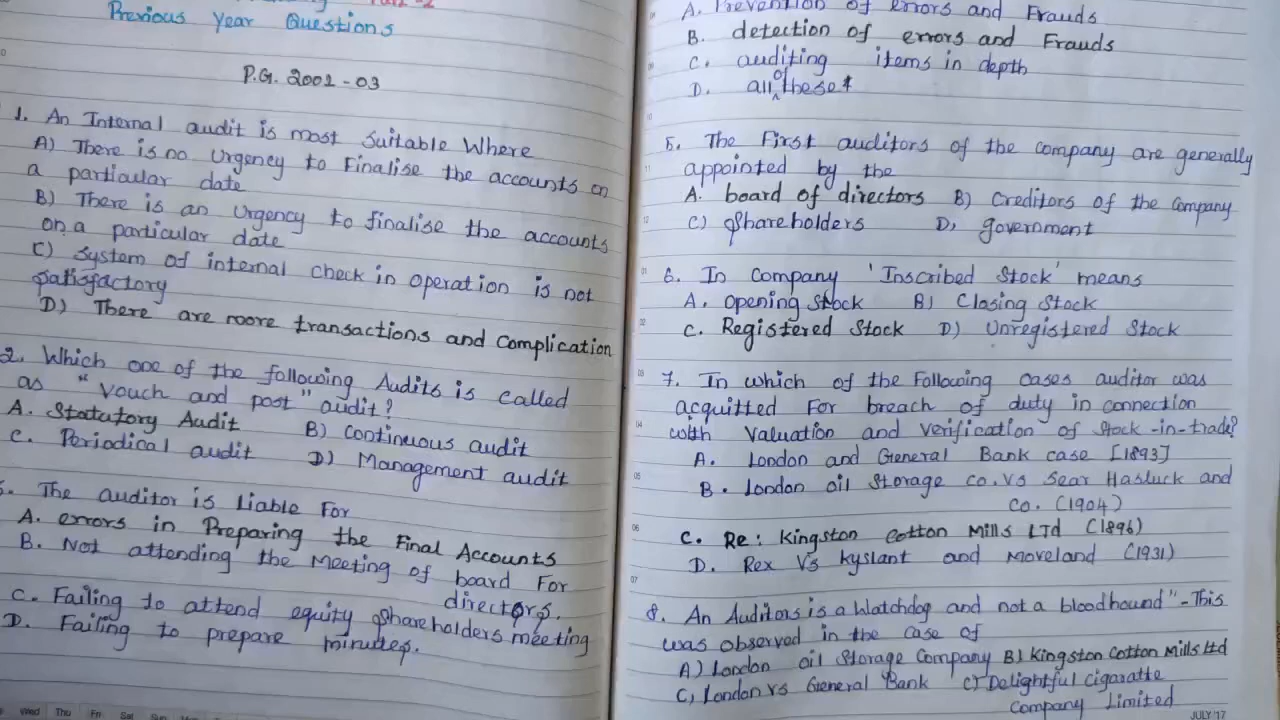 Previous Year Questions
P.G. 2002-03
1. An Internal audit is most Suitable Where
A) There is no Urgency to Finalise the accounts on
a particular date
B) There is an Urgency to finalise the accounts
on a particular date
C) System of internal check in operation is not
satisfactory
D) There are more transactions and Complication
2. Which one of the following Audits is called
as "Vouch and post" audit?
A. Statutory Audit B) Continuous audit
C. Periodical audit D) Management audit
The auditor is Liable For
A. errors in Preparing the Final Accounts
B. Not attending the Meeting of board For
directors.
C. Failing to attend equity Shareholders meeting
D. Failing to prepare minutes.
A. Prevention of errors and Frauds
B. detection of errors and Frauds
C. auditing items in depth
D. all of these
5. The First auditors of the company are generally
appointed by the
A. board of directors B) Creditors of the Company
C) Shareholders D, government
6. In Company 'Inscribed Stock' means
A. Opening Stock B) Closing Stock
C. Registered Stock D) Unregistered Stock
7. In which of the Following cases auditor was
acquitted For breach of duty in connection
with Valuation and Verification of Stock-in-trade?
A. London and General Bank case [1893]
B. London oil Storage co. Vs Sear Hasluck and
Co. (1904)
C. Re: Kingston Cotton Mills LTD (1896)
D. Rex Vs Kyslant and Moveland (1931)
8. An Auditors is a Watchdog and not a bloodhound" - This
was observed in the case of
A) London oil Storage Company B) Kingston Cotton Mills Ltd
C) London vs General Bank C) Delightful Cigaratte
Company Limited
Wed Thu Fri Sat Sun
JULY '17